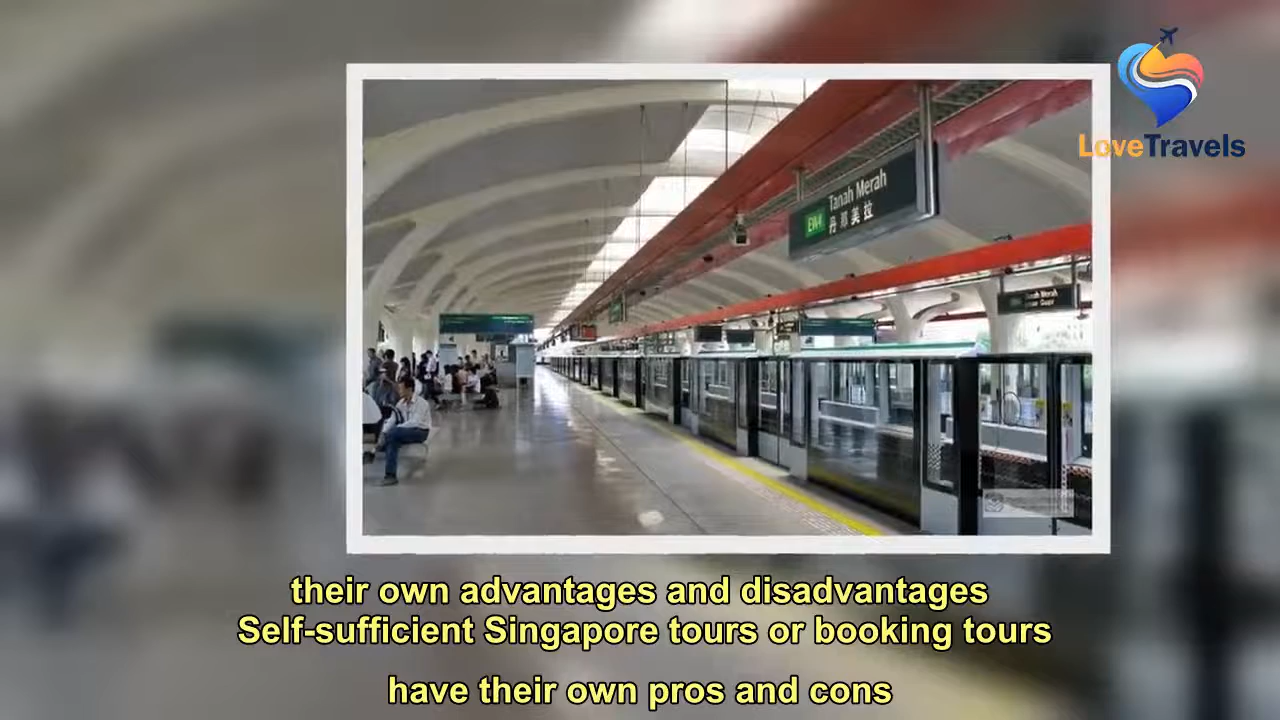 LoveTravels
Tanah Merah
EW4
丹那美拉
Tanah Merah
their own advantages and disadvantages
Self-sufficient Singapore tours or booking tours
have their own pros and cons